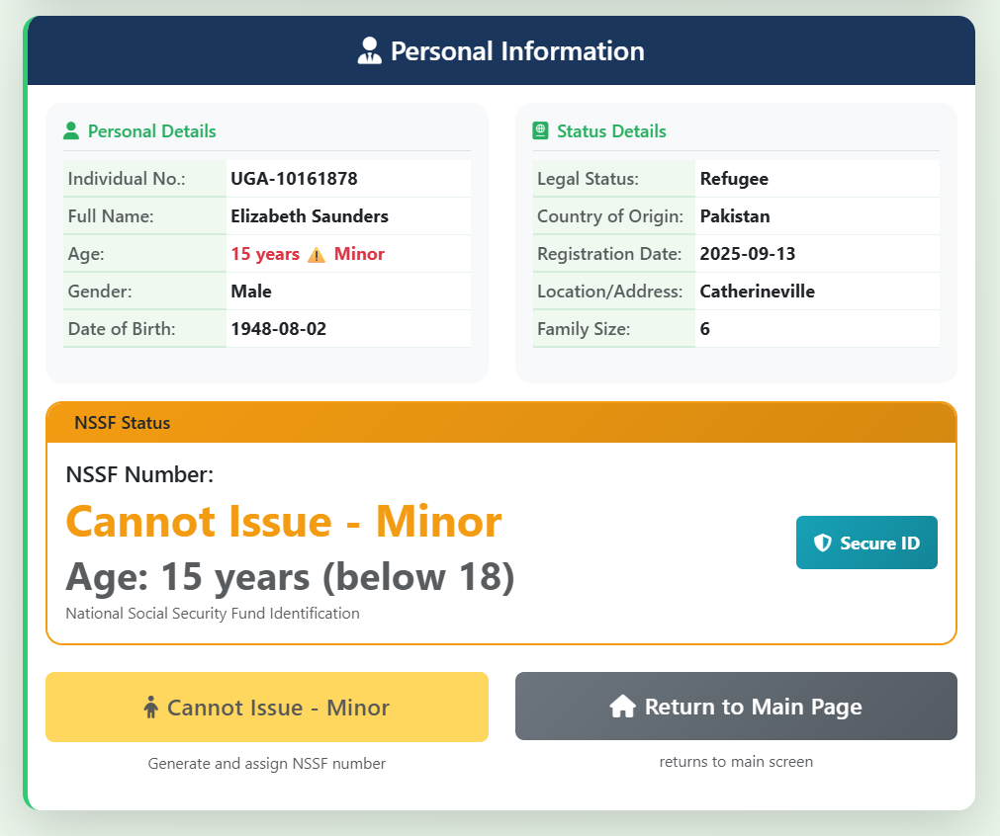 Personal Information
Personal Details
Individual No.: UGA-10161878
Full Name: Elizabeth Saunders
Age: 15 years ⚠ Minor
Gender: Male
Date of Birth: 1948-08-02
Status Details
Legal Status: Refugee
Country of Origin: Pakistan
Registration Date: 2025-09-13
Location/Address: Catherineville
Family Size: 6
NSSF Status
NSSF Number:
Cannot Issue - Minor
Age: 15 years (below 18)
National Social Security Fund Identification
Secure ID
Cannot Issue - Minor
Generate and assign NSSF number
Return to Main Page
returns to main screen